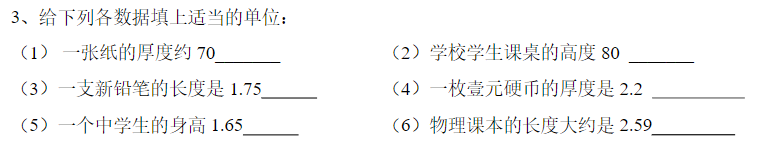 3、给下列各数据填上适当的单位：
（1） 一张纸的厚度约 70_______ （2）学校学生课桌的高度 80 _______
（3）一支新铅笔的长度是 1.75______ （4）一枚壹元硬币的厚度是 2.2 __________
（5）一个中学生的身高 1.65______ （6）物理课本的长度大约是 2.59_________